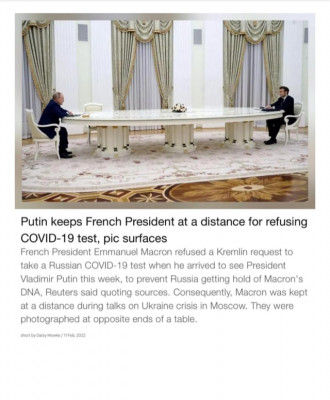 Putin keeps French President at a distance for refusing
COVID-19 test, pic surfaces
French President Emmanuel Macron refused a Kremlin request to
take a Russian COVID-19 test when he arrived to see President
Vladimir Putin this week, to prevent Russia getting hold of Macron's
DNA, Reuters said quoting sources. Consequently, Macron was kept
at a distance during talks on Ukraine crisis in Moscow. They were
photographed at opposite ends of a table.
short by Daisy Mowke / 11 Feb, 2022